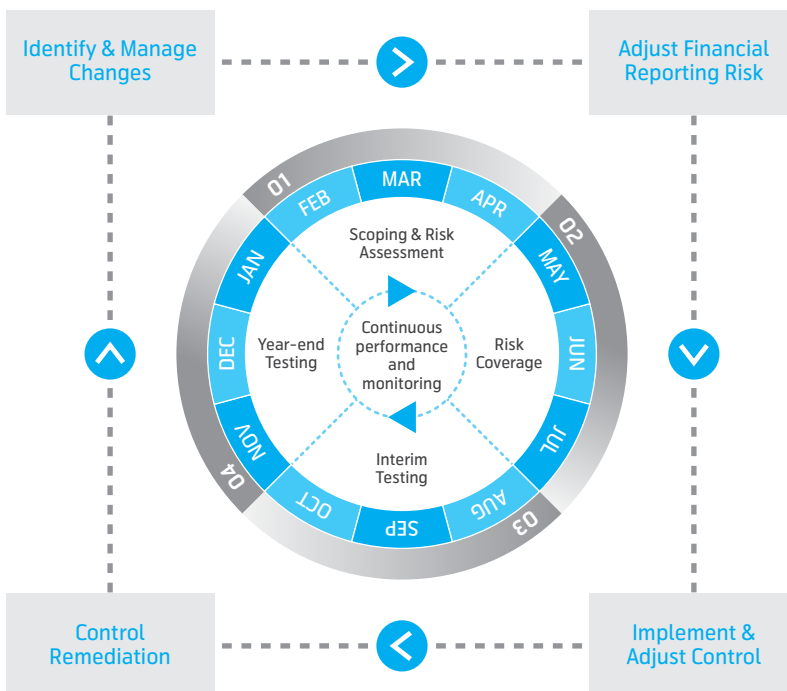 Identify & Manage
Changes
Adjust Financial
Reporting Risk
01
FEB
MAR
APR
02
JAN
MAY
Scoping & Risk
Assessment
DEC
Year-end
Testing
Continuous
performance
and
monitoring
Risk
Coverage
JUN
NOV
JUL
Interim
Testing
04
OCT
SEP
AUG
03
Control
Remediation
Implement &
Adjust Control